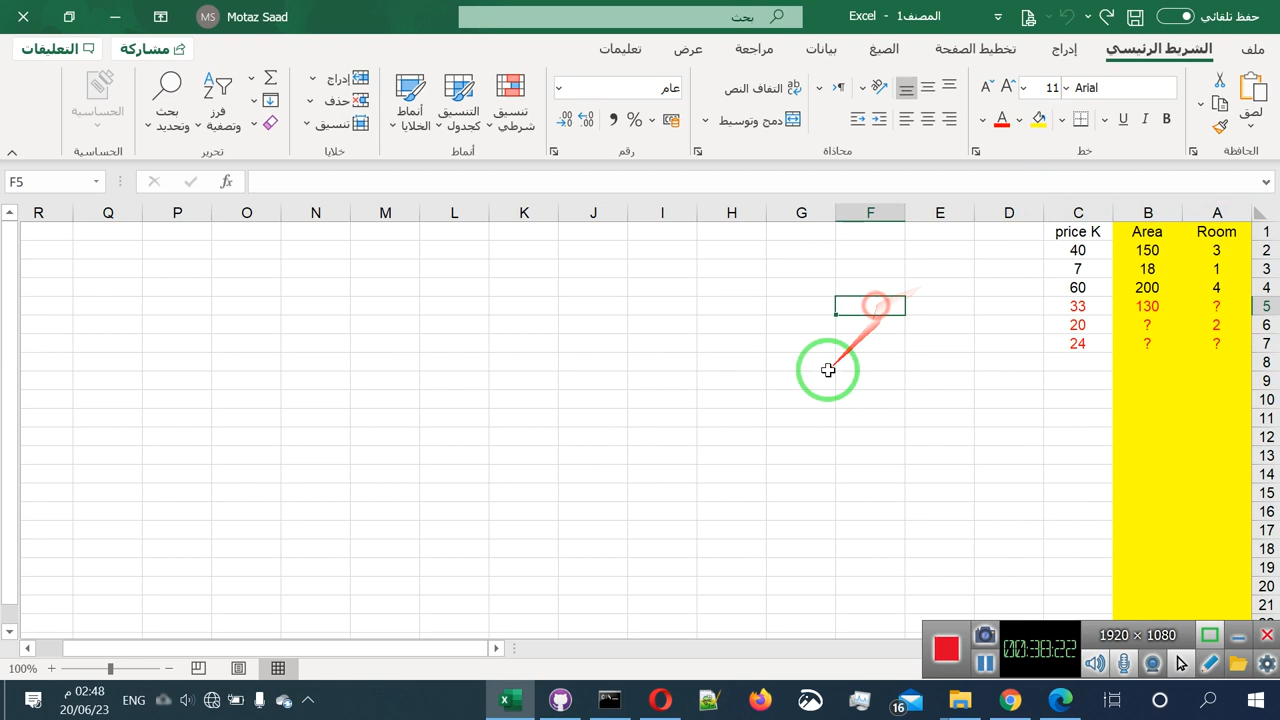 حفظ تلقائي
المصنف1 - Excel
بحث
Motaz Saad
MS
ملف
الشريط الرئيسي
إدراج
تخطيط الصفحة
الصيغ
بيانات
مراجعة
عرض
تعليمات
مشاركة
التعليقات
لصق
الحافظة
Arial
11
B I U
خط
التفاف النص
دمج وتوسيط
محاذاة
عام
%
رقم
تنسيق شرطي
التنسيق كجدول
أنماط الخلايا
أنماط
إدراج
حذف
تنسيق
خلايا
فرز وتصفية
بحث وتحديد
تحرير
الحساسية
الحساسية
F5
fx
A B C D E F G H I J K L M N O P Q R
1 Room Area price K
2 3 150 40
3 1 18 7
4 4 200 60
5 ? 130 33
6 2 ? 20
7 ? ? 24
8
9
10
11
12
13
14
15
16
17
18
19
20
21
1920 × 1080
00:38:22
100%
16
ENG
02:48 م
20/06/23